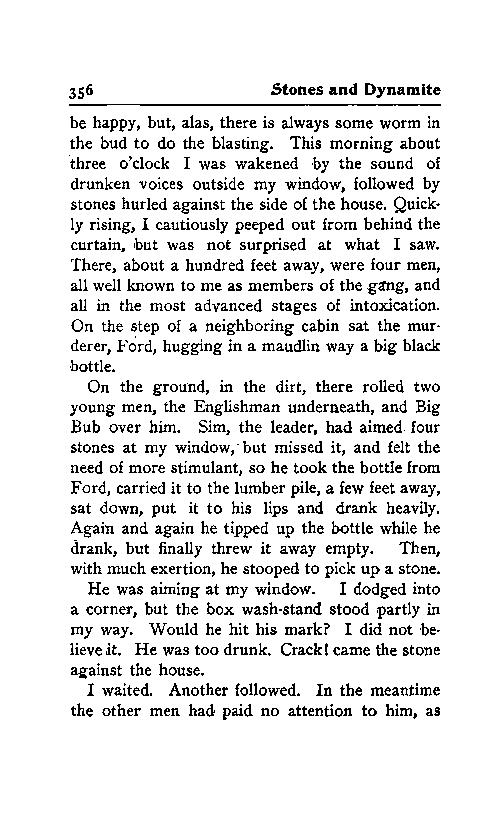 356 Stones and Dynamite
be happy, but, alas, there is always some worm in
the bud to do the blasting. This morning about
three o'clock I was wakened by the sound of
drunken voices outside my window, followed by
stones hurled against the side of the house. Quick-
ly rising, I cautiously peeped out from behind the
curtain, but was not surprised at what I saw.
There, about a hundred feet away, were four men,
all well known to me as members of the gang, and
all in the most advanced stages of intoxication.
On the step of a neighboring cabin sat the mur-
derer, Ford, hugging in a maudlin way a big black
bottle.
On the ground, in the dirt, there rolled two
young men, the Englishman underneath, and Big
Bub over him. Sim, the leader, had aimed four
stones at my window, but missed it, and felt the
need of more stimulant, so he took the bottle from
Ford, carried it to the lumber pile, a few feet away,
sat down, put it to his lips and drank heavily.
Again and again he tipped up the bottle while he
drank, but finally threw it away empty. Then,
with much exertion, he stooped to pick up a stone.
He was aiming at my window. I dodged into
a corner, but the box wash-stand stood partly in
my way. Would he hit his mark? I did not be-
lieve it. He was too drunk. Crack! came the stone
against the house.
I waited. Another followed. In the meantime
the other men had paid no attention to him, as